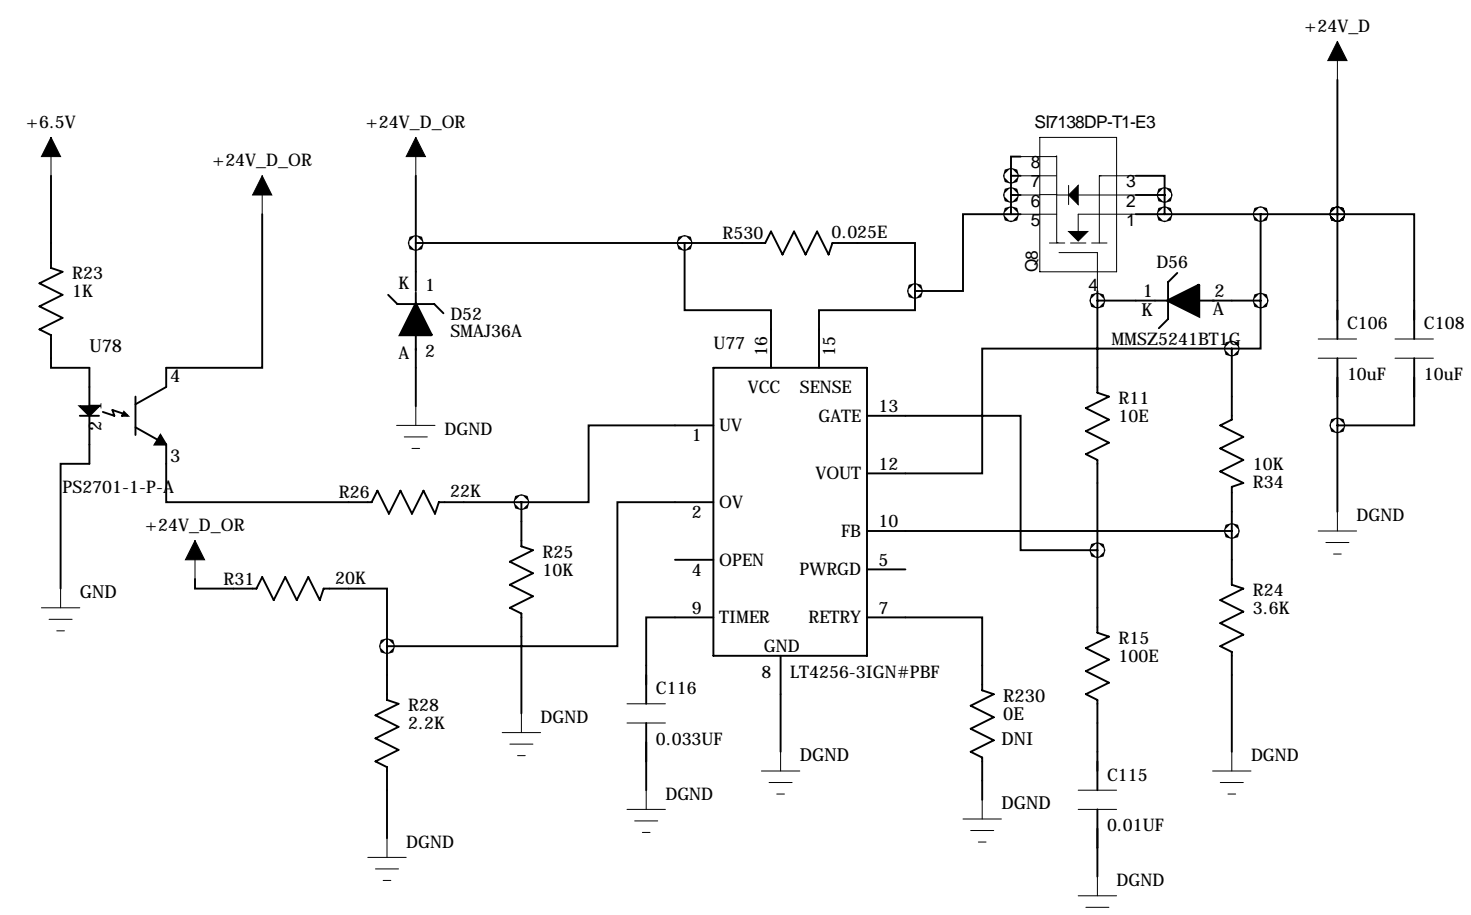 +24V_D
SI7138DP-T1-E3
+6.5V
+24V_D_OR
+24V_D_OR
8
7
6
5
3
2
1
4
Q8
R530
0.025E
R23
1K
K 1
D52
SMAJ36A
A 2
DGND
D56
1
K
2
A
MMSZ5241BT1G
C106
10uF
C108
10uF
DGND
U78
4
1
2
3
PS2701-1-P-A
GND
U77
16
15
VCC SENSE
GATE
13
UV
1
VOUT
12
OV
2
FB
10
OPEN
4
PWRGD
5
TIMER
9
RETRY
7
GND
8
LT4256-3IGN#PBF
R11
10E
10K
R34
R26
22K
+24V_D_OR
R31
20K
R25
10K
DGND
R28
2.2K
DGND
C116
0.033UF
DGND
DGND
R230
0E
DNI
DGND
R15
100E
R24
3.6K
DGND
C115
0.01UF
DGND